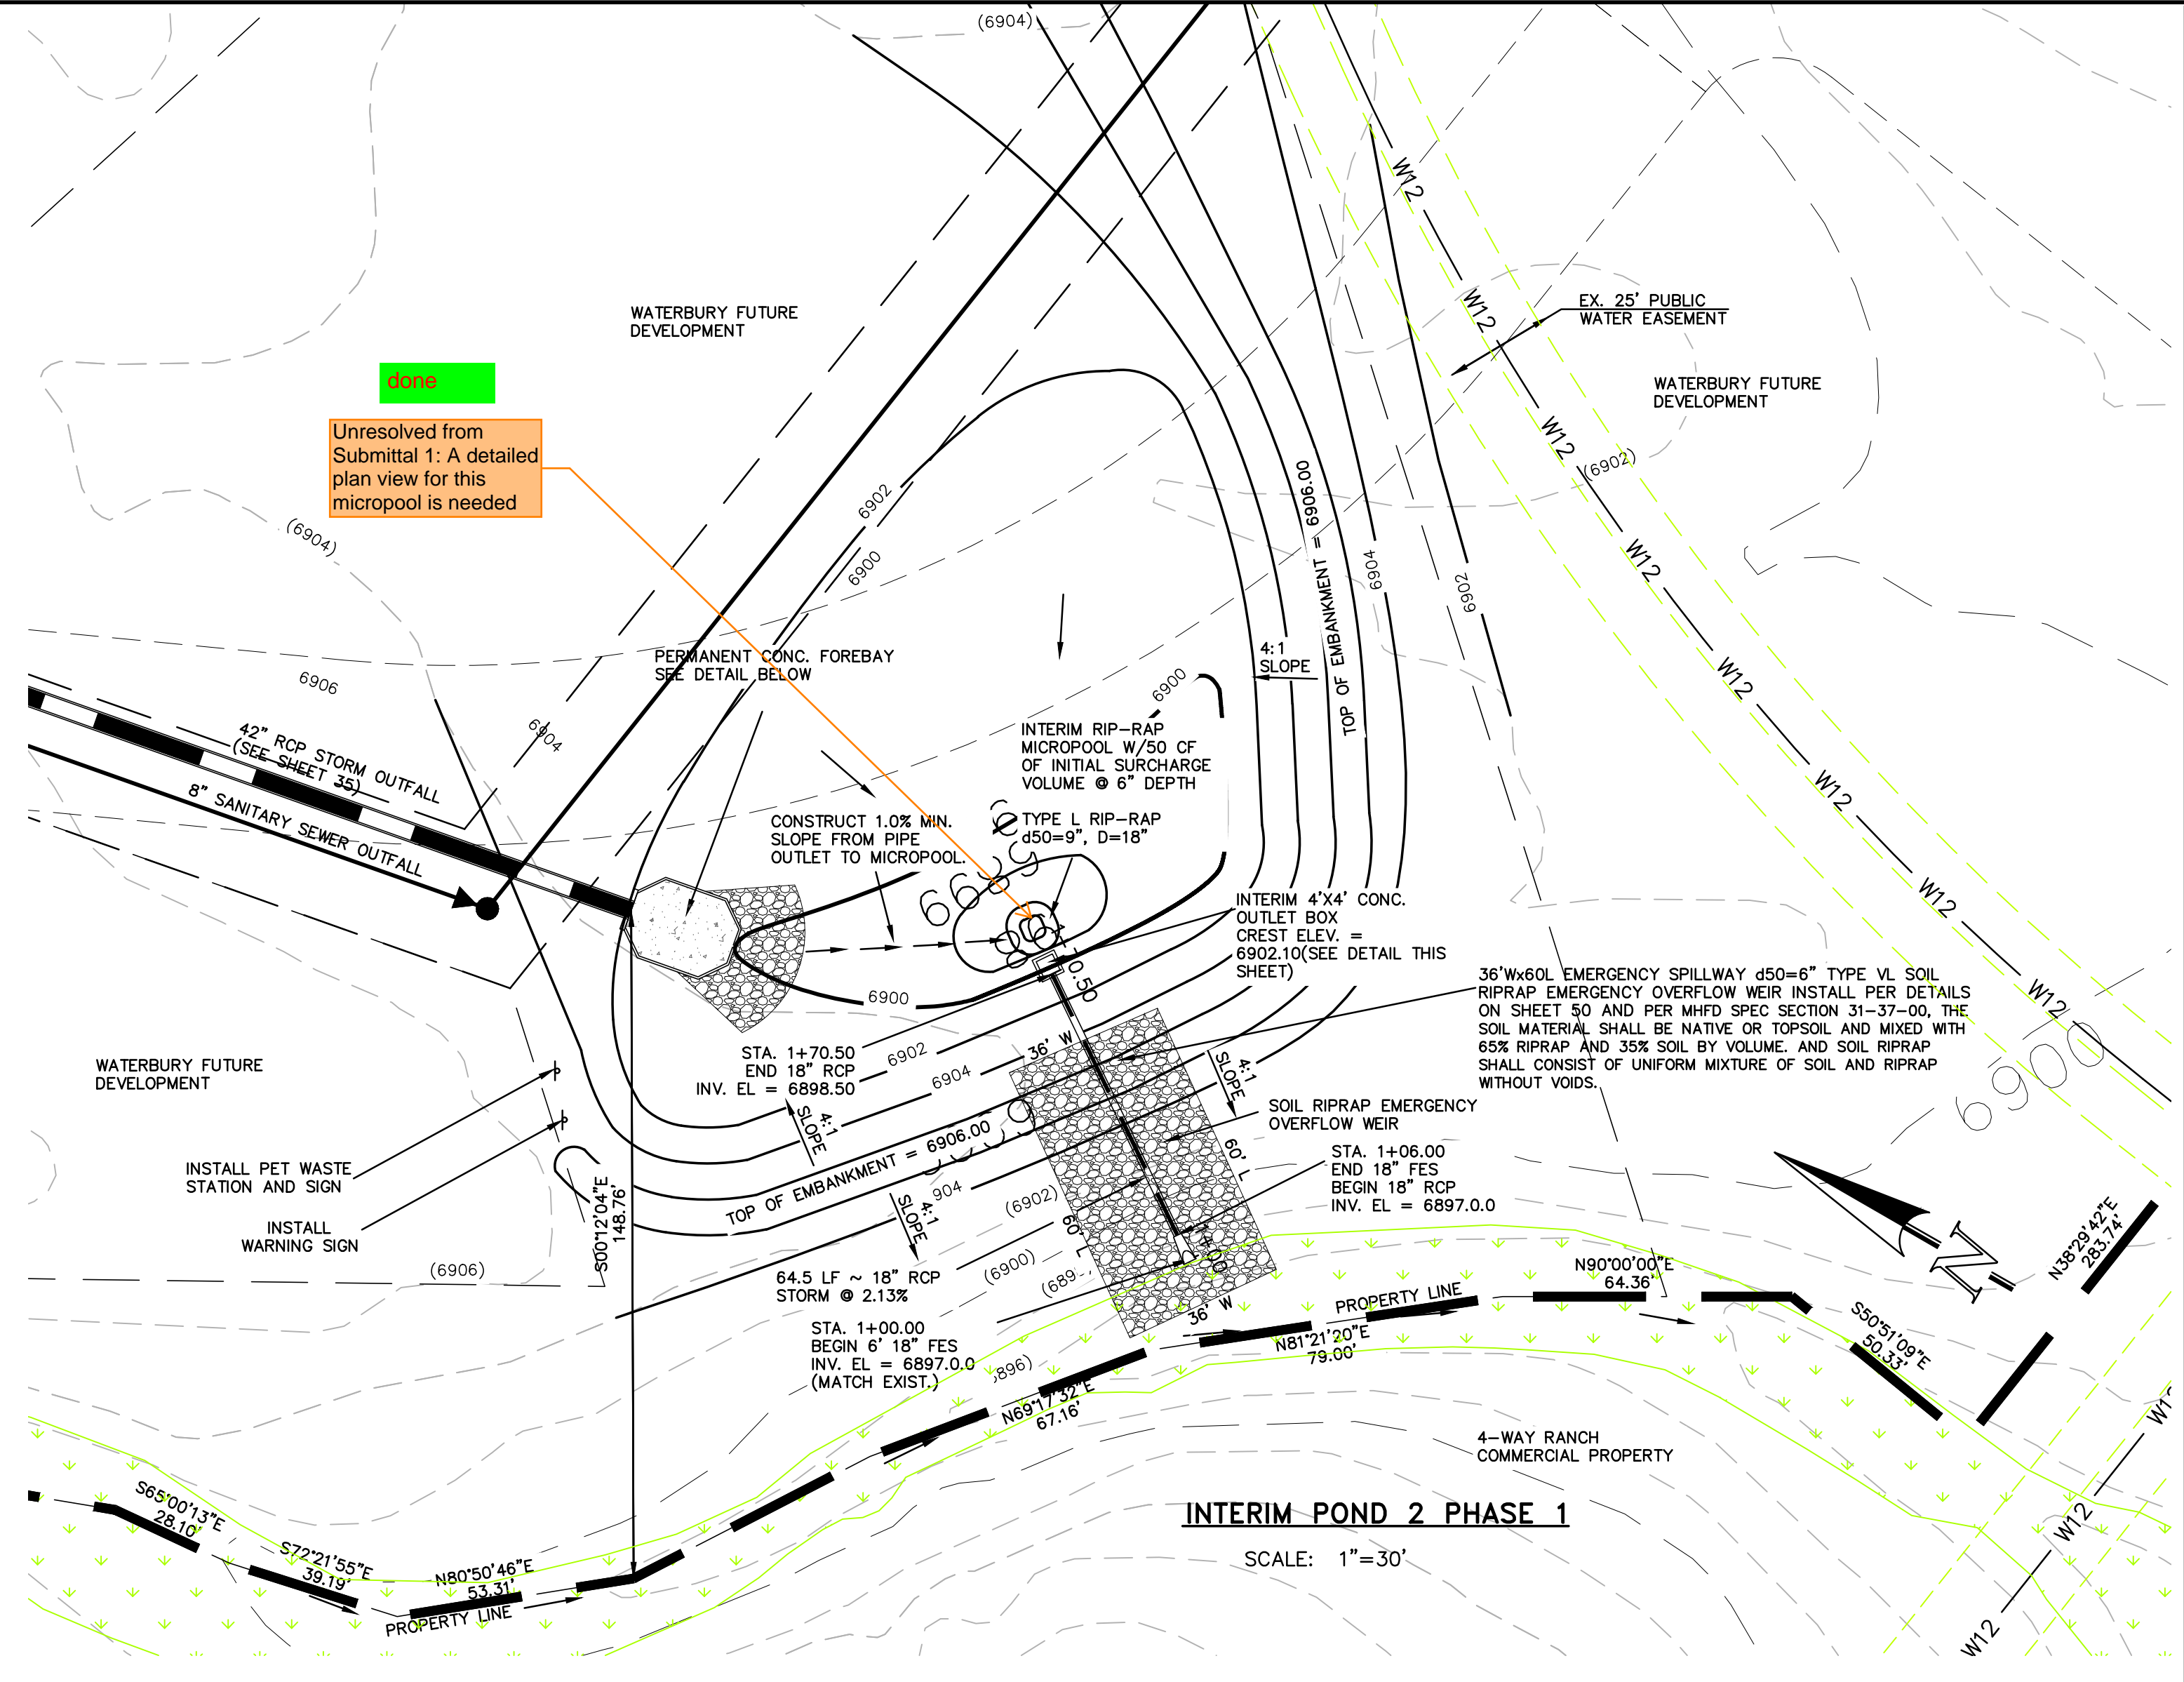 (6904)
WATERBURY FUTURE
DEVELOPMENT
EX. 25' PUBLIC
WATER EASEMENT
WATERBURY FUTURE
DEVELOPMENT
done
Unresolved from
Submittal 1: A detailed
plan view for this
micropool is needed
W12
W12
W12
W12
W12
W12
W12
W12
W12
(6902)
6902
6900
(6904)
TOP OF EMBANKMENT = 6906.00
6904
6902
4:1
SLOPE
PERMANENT CONC. FOREBAY
SEE DETAIL BELOW
6906
6904
6900
42" RCP STORM OUTFALL
(SEE SHEET 35)
8" SANITARY SEWER OUTFALL
INTERIM RIP-RAP
MICROPOOL W/50 CF
OF INITIAL SURCHARGE
VOLUME @ 6" DEPTH
TYPE L RIP-RAP
d50=9", D=18"
CONSTRUCT 1.0% MIN.
SLOPE FROM PIPE
OUTLET TO MICROPOOL.
INTERIM 4'X4' CONC.
OUTLET BOX
CREST ELEV. =
6902.10(SEE DETAIL THIS
SHEET)
36'Wx60L EMERGENCY SPILLWAY d50=6" TYPE VL SOIL
RIPRAP EMERGENCY OVERFLOW WEIR INSTALL PER DETAILS
ON SHEET 50 AND PER MHFD SPEC SECTION 31-37-00, THE
SOIL MATERIAL SHALL BE NATIVE OR TOPSOIL AND MIXED WITH
65% RIPRAP AND 35% SOIL BY VOLUME. AND SOIL RIPRAP
SHALL CONSIST OF UNIFORM MIXTURE OF SOIL AND RIPRAP
WITHOUT VOIDS.
6900
6900
STA. 1+70.50
END 18" RCP
INV. EL = 6898.50
6902
6904
36' W
4:1
SLOPE
4:1
SLOPE
WATERBURY FUTURE
DEVELOPMENT
SOIL RIPRAP EMERGENCY
OVERFLOW WEIR
TOP OF EMBANKMENT = 6906.00
INSTALL PET WASTE
STATION AND SIGN
INSTALL
WARNING SIGN
S00°12'04"E
148.76'
60' L
STA. 1+06.00
END 18" FES
BEGIN 18" RCP
INV. EL = 6897.0.0
904
(6902)
4:1
SLOPE
60' L
(6906)
(6900)
64.5 LF ~ 18" RCP
STORM @ 2.13%
36' W
STA. 1+00.00
BEGIN 6' 18" FES
INV. EL = 6897.0.0
(MATCH EXIST.)
N
N38°29'42"E
283.74'
N90°00'00"E
64.36'
PROPERTY LINE
N81°21'20"E
79.00'
S50°51'09"E
50.33'
N69°17'32"E
67.16'
4-WAY RANCH
COMMERCIAL PROPERTY
S65°00'13"E
28.10'
S72°21'55"E
39.19'
N80°50'46"E
53.31'
PROPERTY LINE
INTERIM POND 2 PHASE 1
SCALE: 1"=30'
W12
W12